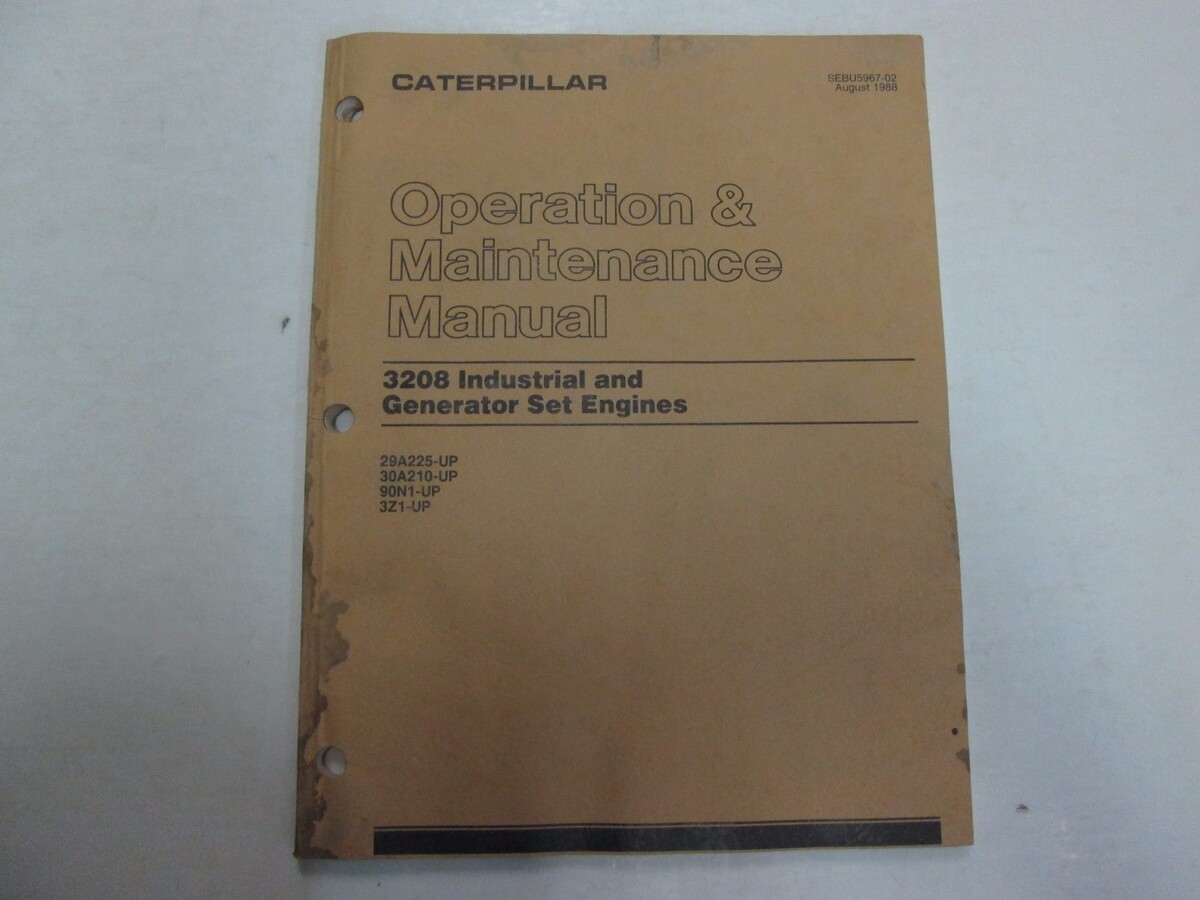 CATERPILLAR
SEBU5967-02
August 1988
Operation &
Maintenance
Manual
3208 Industrial and
Generator Set Engines
29A225-UP
30A210-UP
90N1-UP
3Z1-UP